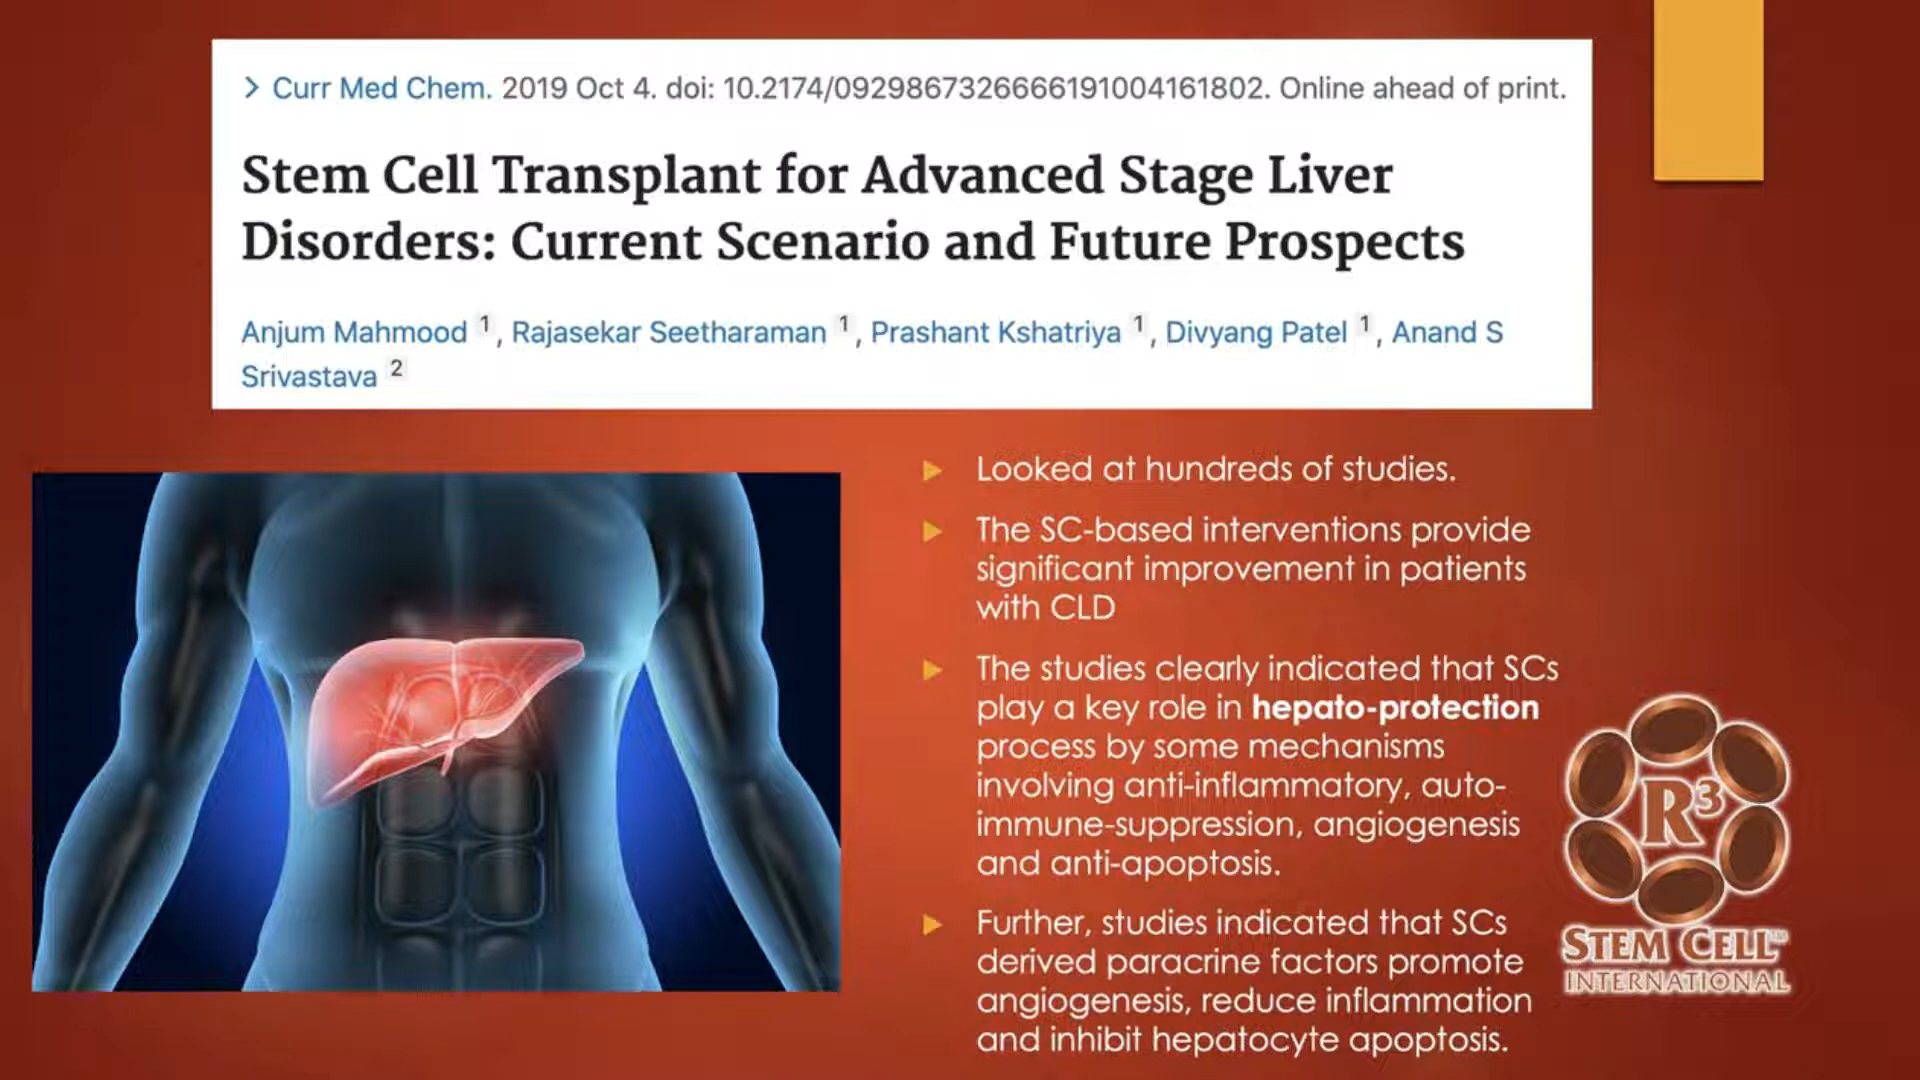 > Curr Med Chem. 2019 Oct 4. doi: 10.2174/0929867326666191004161802. Online ahead of print.
Stem Cell Transplant for Advanced Stage Liver
Disorders: Current Scenario and Future Prospects
Anjum Mahmood 1, Rajasekar Seetharaman 1, Prashant Kshatriya 1, Divyang Patel 1, Anand S
Srivastava 2
Looked at hundreds of studies.
The SC-based interventions provide
significant improvement in patients
with CLD
The studies clearly indicated that SCs
play a key role in hepato-protection
process by some mechanisms
involving anti-inflammatory, auto-
immune-suppression, angiogenesis
and anti-apoptosis.
Further, studies indicated that SCs
derived paracrine factors promote
angiogenesis, reduce inflammation
and inhibit hepatocyte apoptosis.
R3
STEM CELL™
INTERNATIONAL